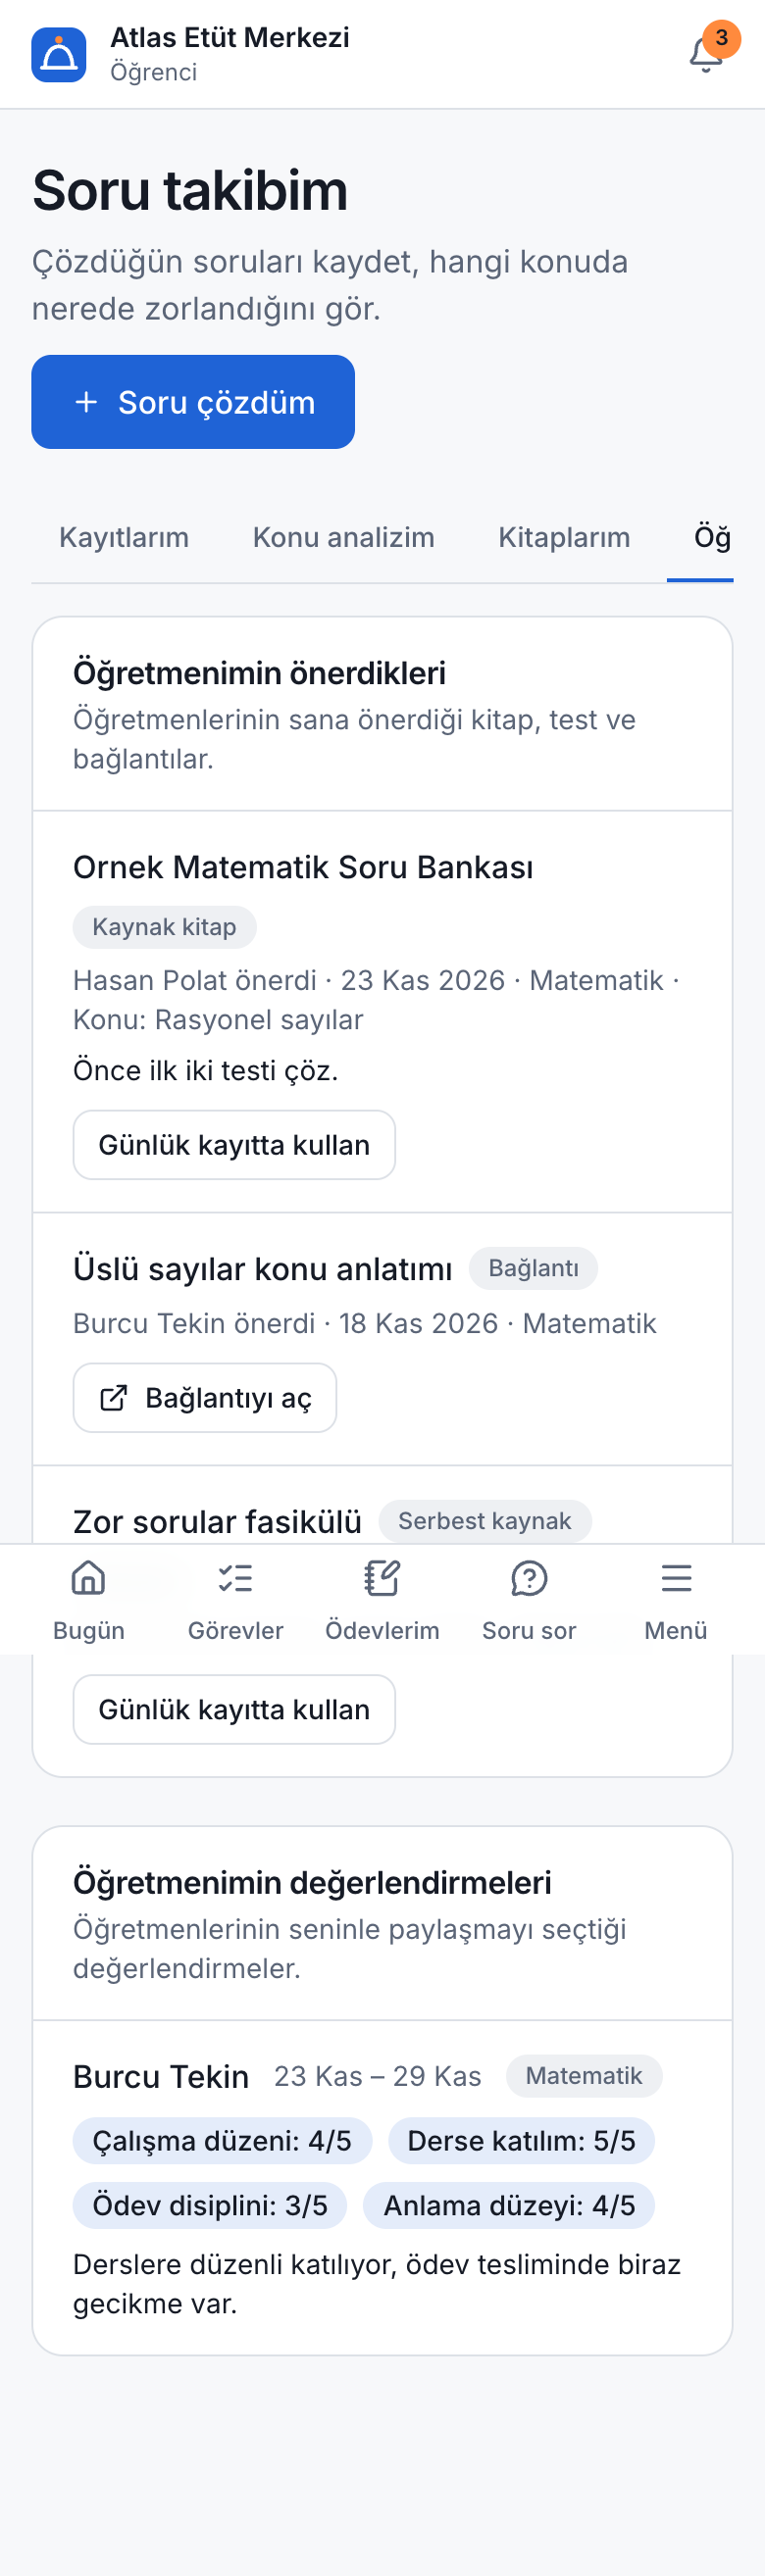 Atlas Etüt Merkezi
Öğrenci
3
Soru takibim
Çözdüğün soruları kaydet, hangi konuda
nerede zorlandığını gör.
+ Soru çözdüm
Kayıtlarım Konu analizim Kitaplarım Öğ
Öğretmenimin önerdikleri
Öğretmenlerinin sana önerdiği kitap, test ve
bağlantılar.
Ornek Matematik Soru Bankası
Kaynak kitap
Hasan Polat önerdi · 23 Kas 2026 · Matematik ·
Konu: Rasyonel sayılar
Önce ilk iki testi çöz.
Günlük kayıtta kullan
Üslü sayılar konu anlatımı Bağlantı
Burcu Tekin önerdi · 18 Kas 2026 · Matematik
Bağlantıyı aç
Zor sorular fasikülü Serbest kaynak
Bugün Görevler Ödevlerim Soru sor Menü
Günlük kayıtta kullan
Öğretmenimin değerlendirmeleri
Öğretmenlerinin seninle paylaşmayı seçtiği
değerlendirmeler.
Burcu Tekin 23 Kas – 29 Kas Matematik
Çalışma düzeni: 4/5 Derse katılım: 5/5
Ödev disiplini: 3/5 Anlama düzeyi: 4/5
Derslere düzenli katılıyor, ödev tesliminde biraz
gecikme var.